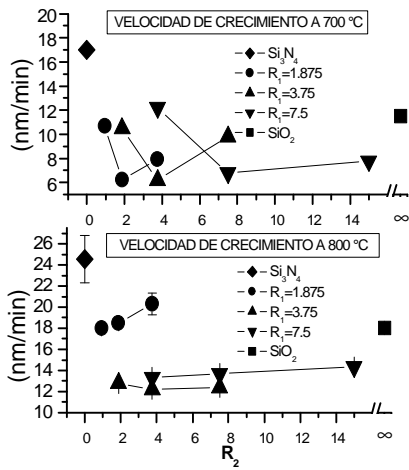 VELOCIDAD DE CRECIMIENTO A 700 ºC
(nm/min)
20
18
16
14
12
10
8
6
Si3N4
R1=1.875
R1=3.75
R1=7.5
SiO2
0 2 4 6 8 10 12 14 ∞
VELOCIDAD DE CRECIMIENTO A 800 ºC
(nm/min)
26
24
22
20
18
16
14
12
10
Si3N4
R1=1.875
R1=3.75
R1=7.5
SiO2
0 2 4 6 8 10 12 14 ∞
R2